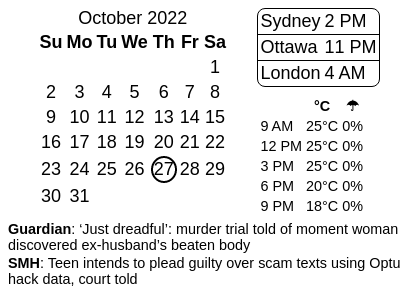 October 2022
Su Mo Tu We Th Fr Sa
1
2 3 4 5 6 7 8
9 10 11 12 13 14 15
16 17 18 19 20 21 22
23 24 25 26 27 28 29
30 31
Sydney 2 PM
Ottawa 11 PM
London 4 AM
°C ☂
9 AM 25°C 0%
12 PM 25°C 0%
3 PM 25°C 0%
6 PM 20°C 0%
9 PM 18°C 0%
Guardian: ‘Just dreadful’: murder trial told of moment woman
discovered ex-husband’s beaten body
SMH: Teen intends to plead guilty over scam texts using Optu
hack data, court told